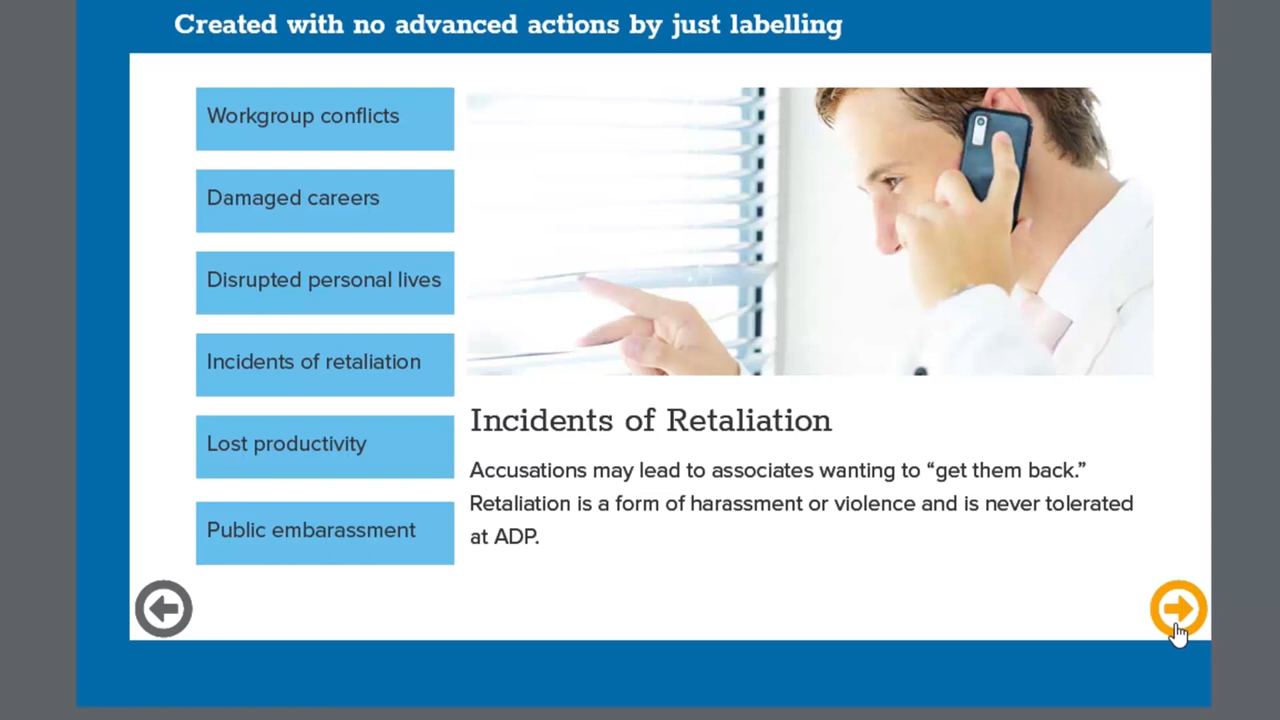 Created with no advanced actions by just labelling
Workgroup conflicts
Damaged careers
Disrupted personal lives
Incidents of retaliation
Lost productivity
Public embarassment
Incidents of Retaliation
Accusations may lead to associates wanting to “get them back.”
Retaliation is a form of harassment or violence and is never tolerated
at ADP.